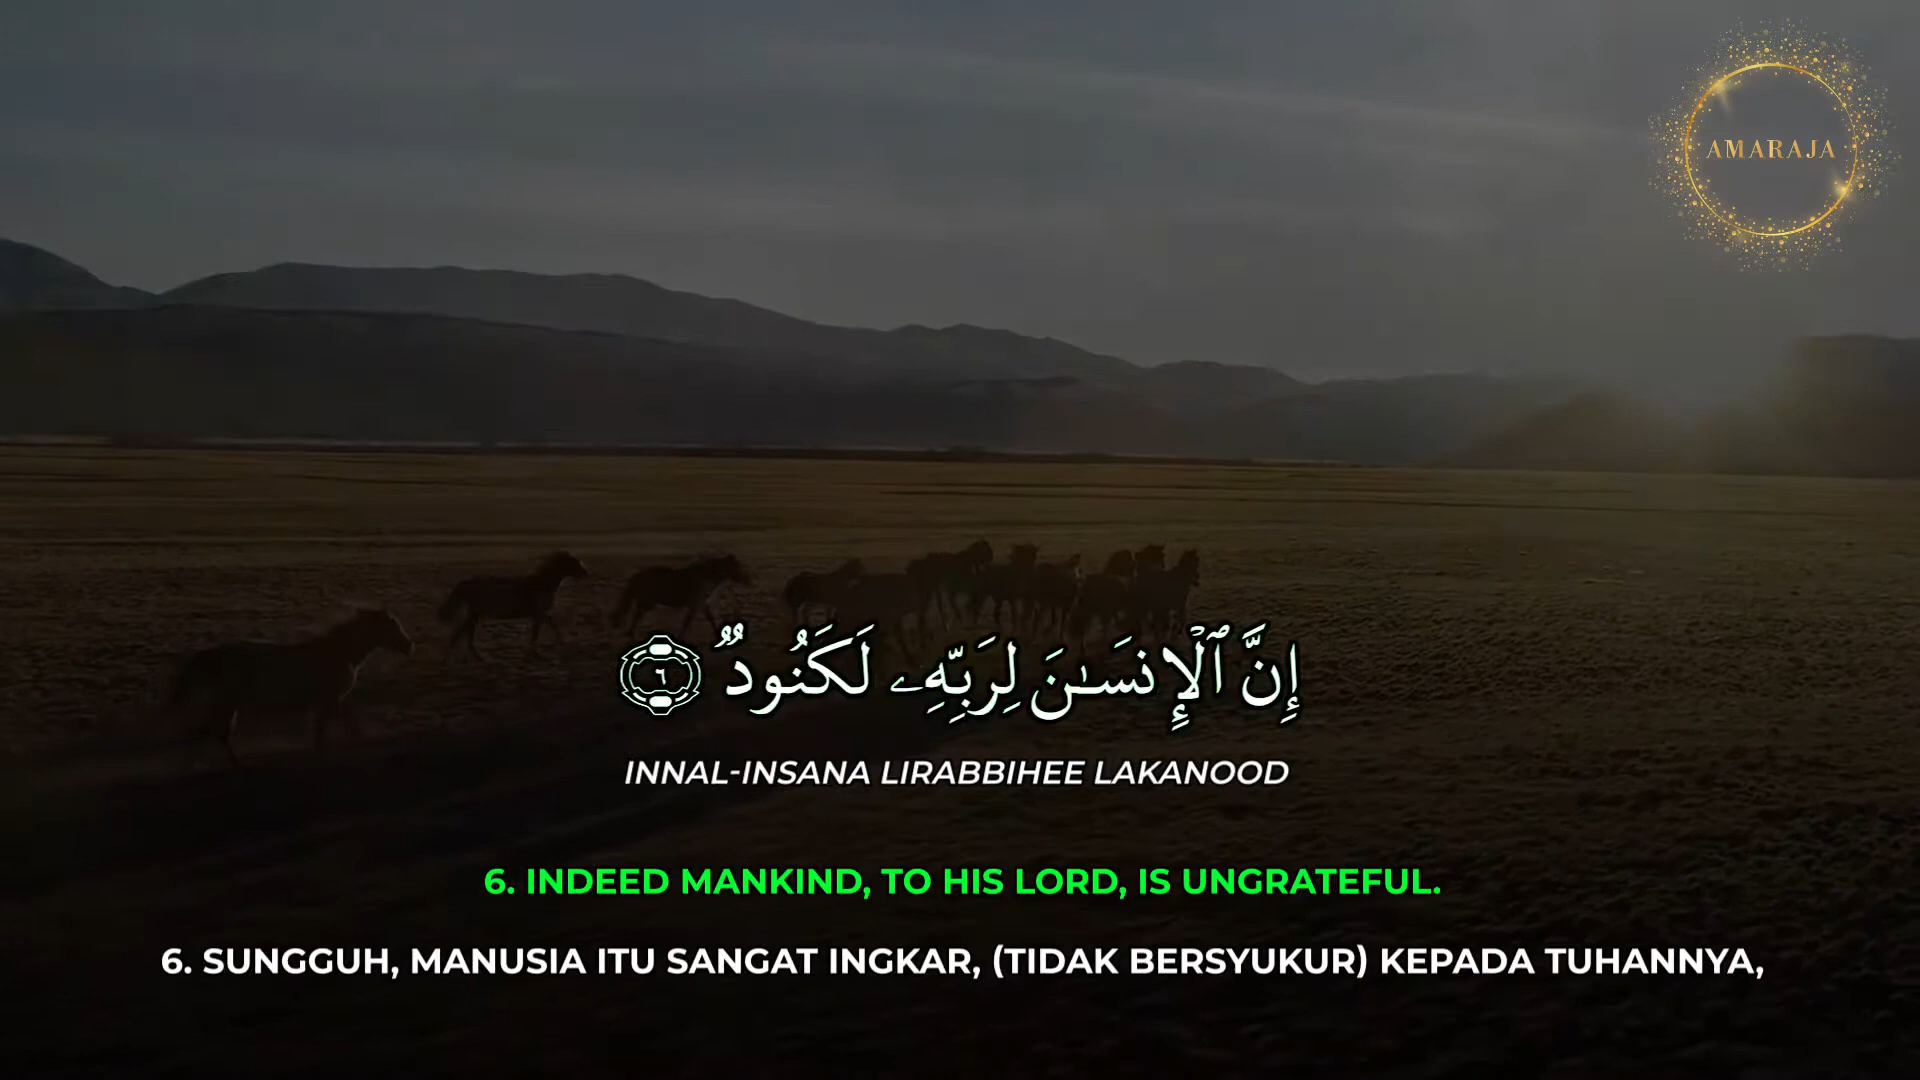 AMARAJA
إِنَّ ٱلْإِنسَـٰنَ لِرَبِّهِۦ لَكَنُودٌ ٦
INNAL-INSANA LIRABBIHEE LAKANOOD
6. INDEED MANKIND, TO HIS LORD, IS UNGRATEFUL.
6. SUNGGUH, MANUSIA ITU SANGAT INGKAR, (TIDAK BERSYUKUR) KEPADA TUHANNYA,